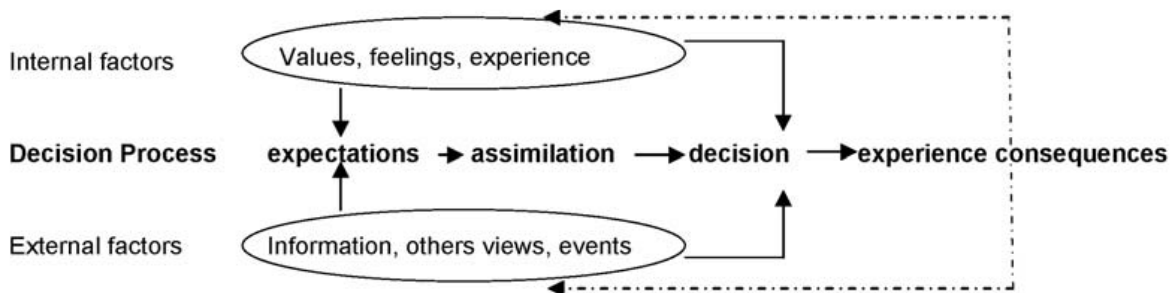 Internal factors
Values, feelings, experience
Decision Process
expectations
assimilation
decision
experience consequences
External factors
Information, others views, events